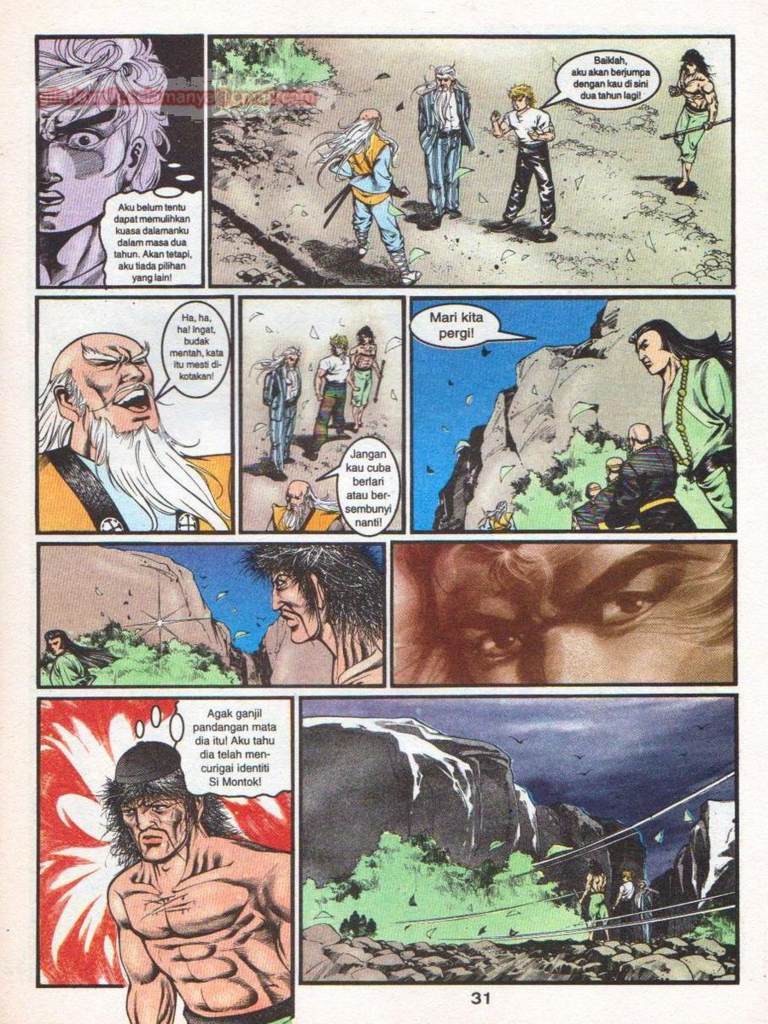 Aku belum tentu
dapat memulihkan
kuasa dalamanku
dalam masa dua
tahun. Akan tetapi,
aku tiada pilihan
yang lain!
Baiklah,
aku akan berjumpa
dengan kau di sini
dua tahun lagi!
Ha, ha,
ha! Ingat,
budak
mentah, kata
itu mesti di-
kotakan!
Jangan
kau cuba
berlari
atau ber-
sembunyi
nanti!
Mari kita
pergi!
Agak ganjil
pandangan mata
dia itu! Aku tahu
dia telah men-
curigai identiti
Si Montok!
31